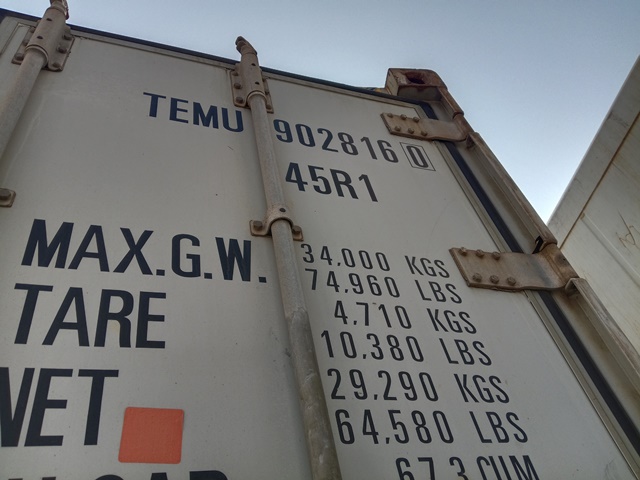 TEMU 902816 0
45R1
MAX.G.W. 34,000 KGS
74,960 LBS
TARE 4,710 KGS
10,380 LBS
NET 29,290 KGS
64,580 LBS
67.3 CUM